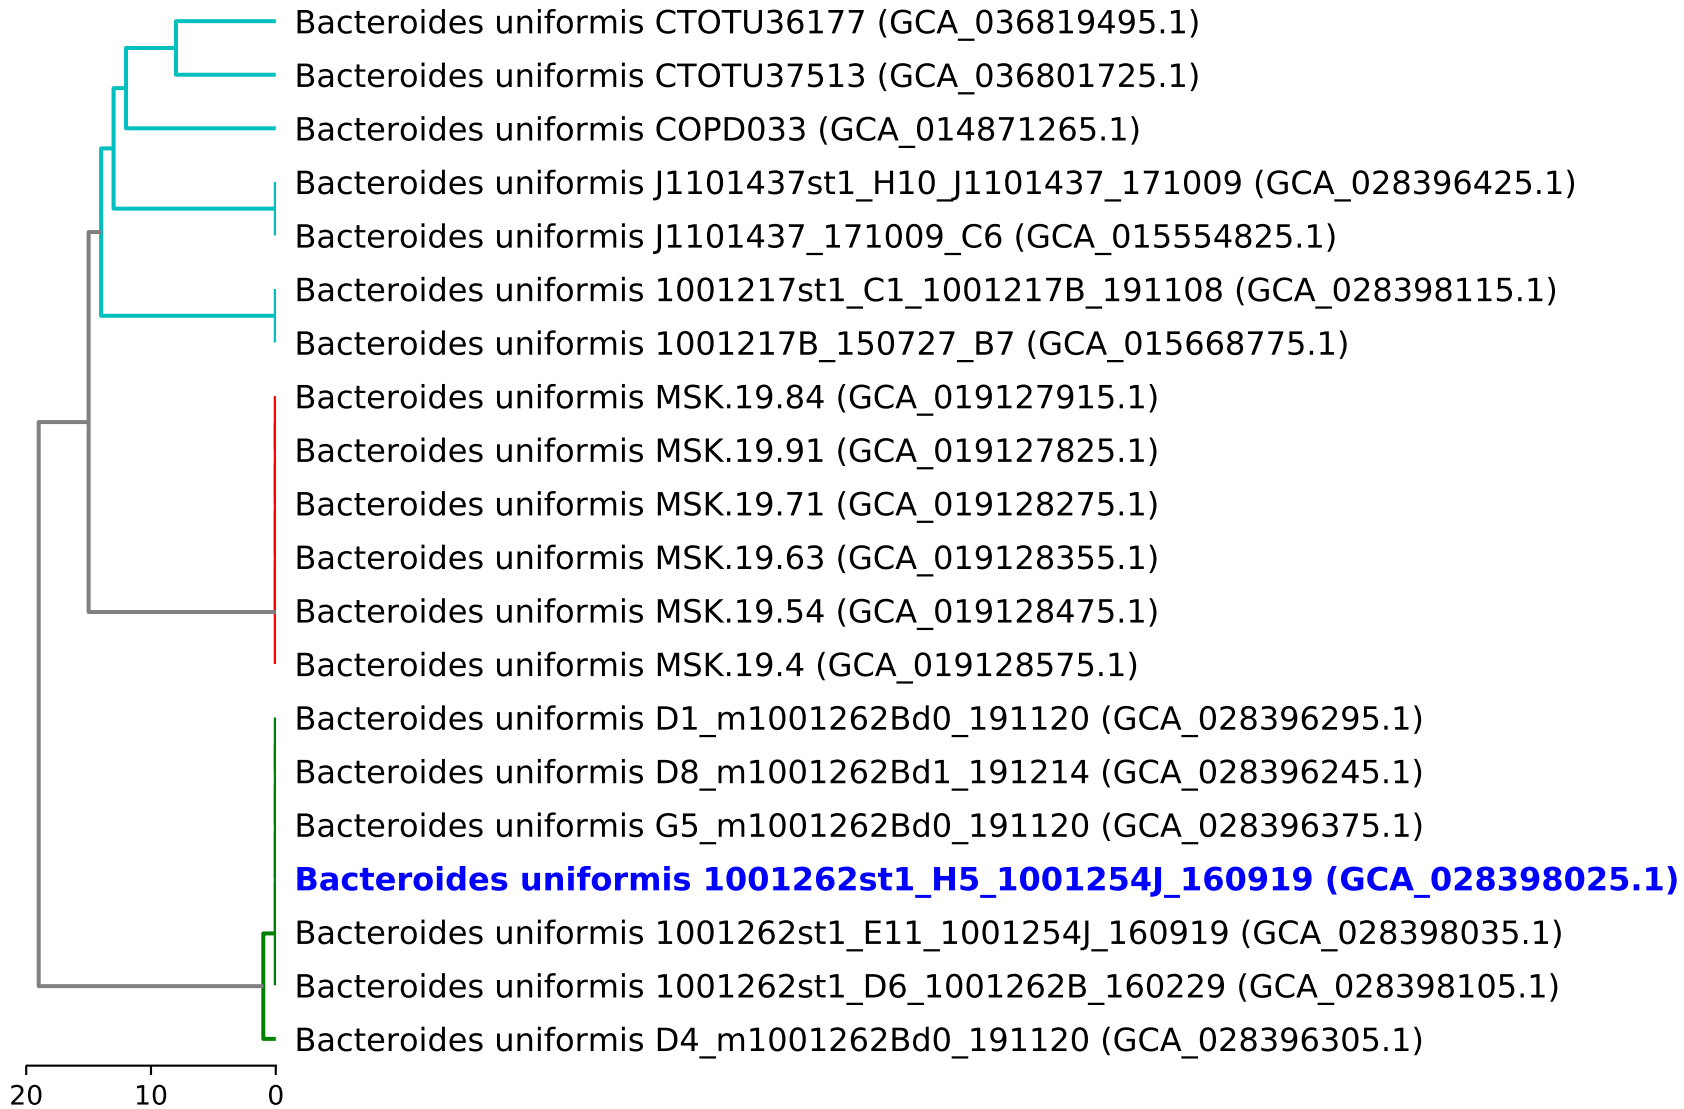 Bacteroides uniformis CTOTU36177 (GCA_036819495.1)
Bacteroides uniformis CTOTU37513 (GCA_036801725.1)
Bacteroides uniformis COPD033 (GCA_014871265.1)
Bacteroides uniformis J1101437st1_H10_J1101437_171009 (GCA_028396425.1)
Bacteroides uniformis J1101437_171009_C6 (GCA_015554825.1)
Bacteroides uniformis 1001217st1_C1_1001217B_191108 (GCA_028398115.1)
Bacteroides uniformis 1001217B_150727_B7 (GCA_015668775.1)
Bacteroides uniformis MSK.19.84 (GCA_019127915.1)
Bacteroides uniformis MSK.19.91 (GCA_019127825.1)
Bacteroides uniformis MSK.19.71 (GCA_019128275.1)
Bacteroides uniformis MSK.19.63 (GCA_019128355.1)
Bacteroides uniformis MSK.19.54 (GCA_019128475.1)
Bacteroides uniformis MSK.19.4 (GCA_019128575.1)
Bacteroides uniformis D1_m1001262Bd0_191120 (GCA_028396295.1)
Bacteroides uniformis D8_m1001262Bd1_191214 (GCA_028396245.1)
Bacteroides uniformis G5_m1001262Bd0_191120 (GCA_028396375.1)
Bacteroides uniformis 1001262st1_H5_1001254J_160919 (GCA_028398025.1)
Bacteroides uniformis 1001262st1_E11_1001254J_160919 (GCA_028398035.1)
Bacteroides uniformis 1001262st1_D6_1001262B_160229 (GCA_028398105.1)
Bacteroides uniformis D4_m1001262Bd0_191120 (GCA_028396305.1)
20 10 0